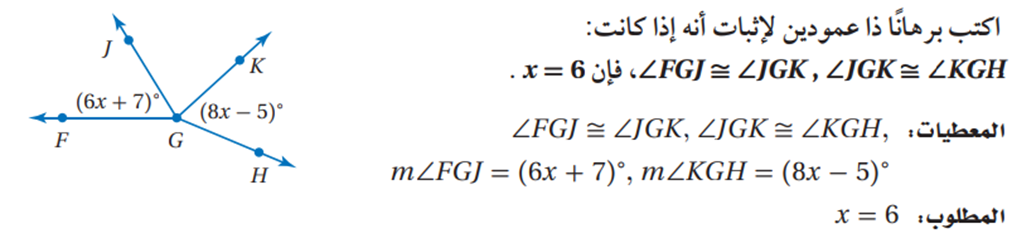 اكتب برهانًا ذا عمودين لإثبات أنه إذا كانت:
∠FGJ ≅ ∠JGK , ∠JGK ≅ ∠KGH، فإن x = 6 .
المعطيات: ∠FGJ ≅ ∠JGK, ∠JGK ≅ ∠KGH,
m∠FGJ = (6x + 7)°, m∠KGH = (8x − 5)°
المطلوب: x = 6
J
K
(6x + 7)°
(8x − 5)°
F
G
H